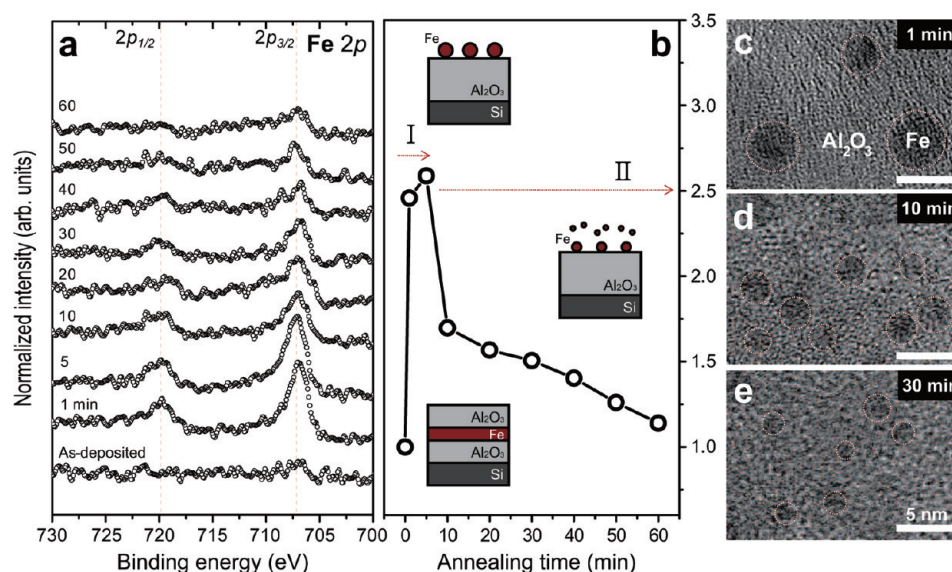 a
2p1/2
2p3/2
Fe 2p
60
50
40
30
20
10
5
1 min
As-deposited
Normalized intensity (arb. units)
730 725 720 715 710 705 700
Binding energy (eV)
b
Fe
Al2O3
Si
I
II
Fe
Al2O3
Si
Al2O3
Fe
Al2O3
Si
3.5
3.0
2.5
2.0
1.5
1.0
0 10 20 30 40 50 60
Annealing time (min)
c
1 min
Al2O3
Fe
d
10 min
e
30 min
5 nm